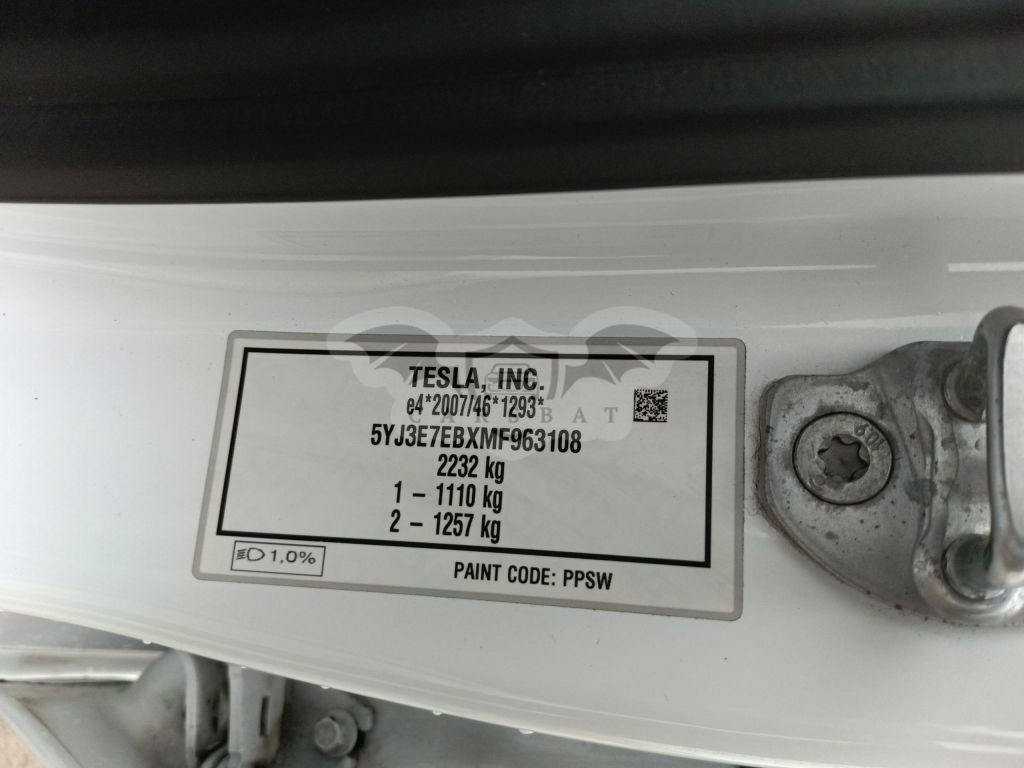 TESLA, INC.
e4*2007/46*1293*
CARSBAT
5YJ3E7EBXMF963108
2232 kg
1 – 1110 kg
2 – 1257 kg
1,0%
PAINT CODE: PPSW